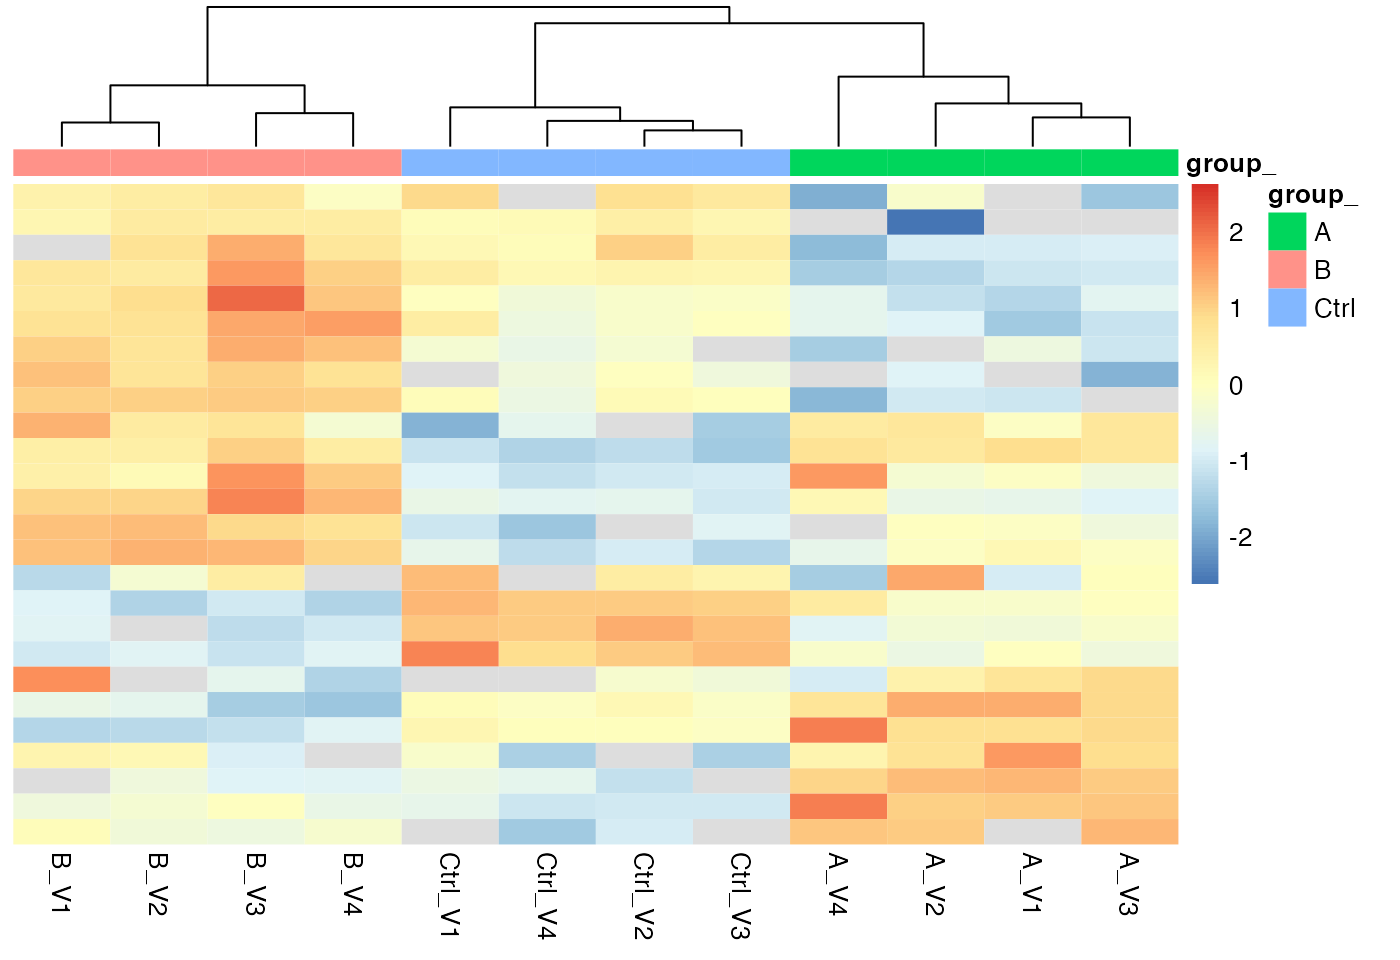 group_
group_
A
B
Ctrl
2
1
0
-1
-2
B_V1
B_V2
B_V3
B_V4
Ctrl_V1
Ctrl_V4
Ctrl_V2
Ctrl_V3
A_V4
A_V2
A_V1
A_V3